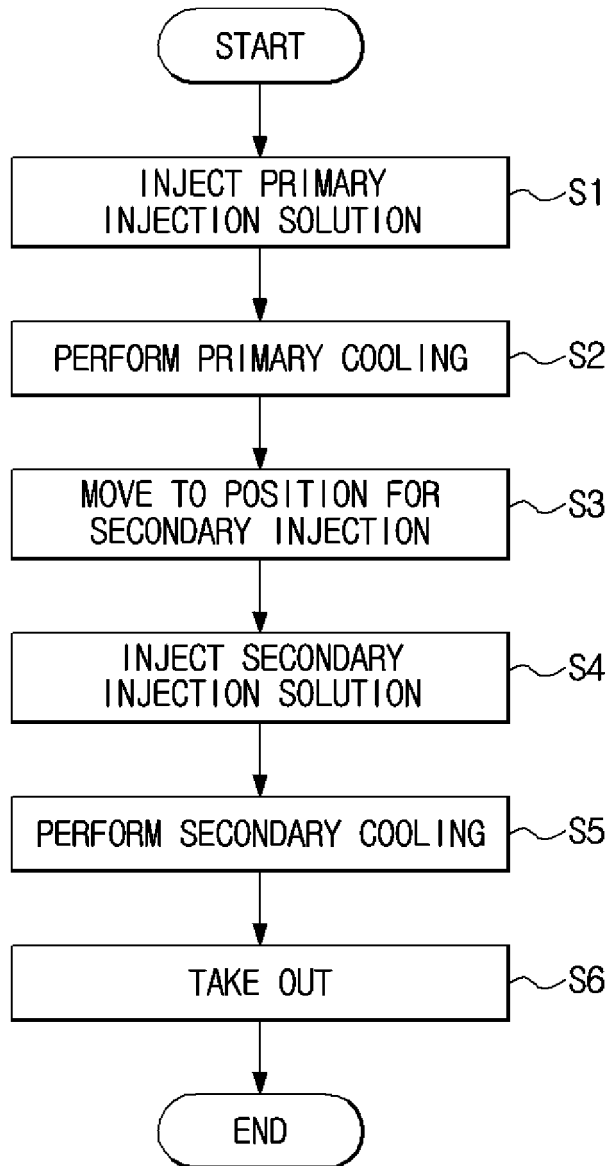 START
INJECT PRIMARY
INJECTION SOLUTION
S1
PERFORM PRIMARY COOLING
S2
MOVE TO POSITION FOR
SECONDARY INJECTION
S3
INJECT SECONDARY
INJECTION SOLUTION
S4
PERFORM SECONDARY COOLING
S5
TAKE OUT
S6
END